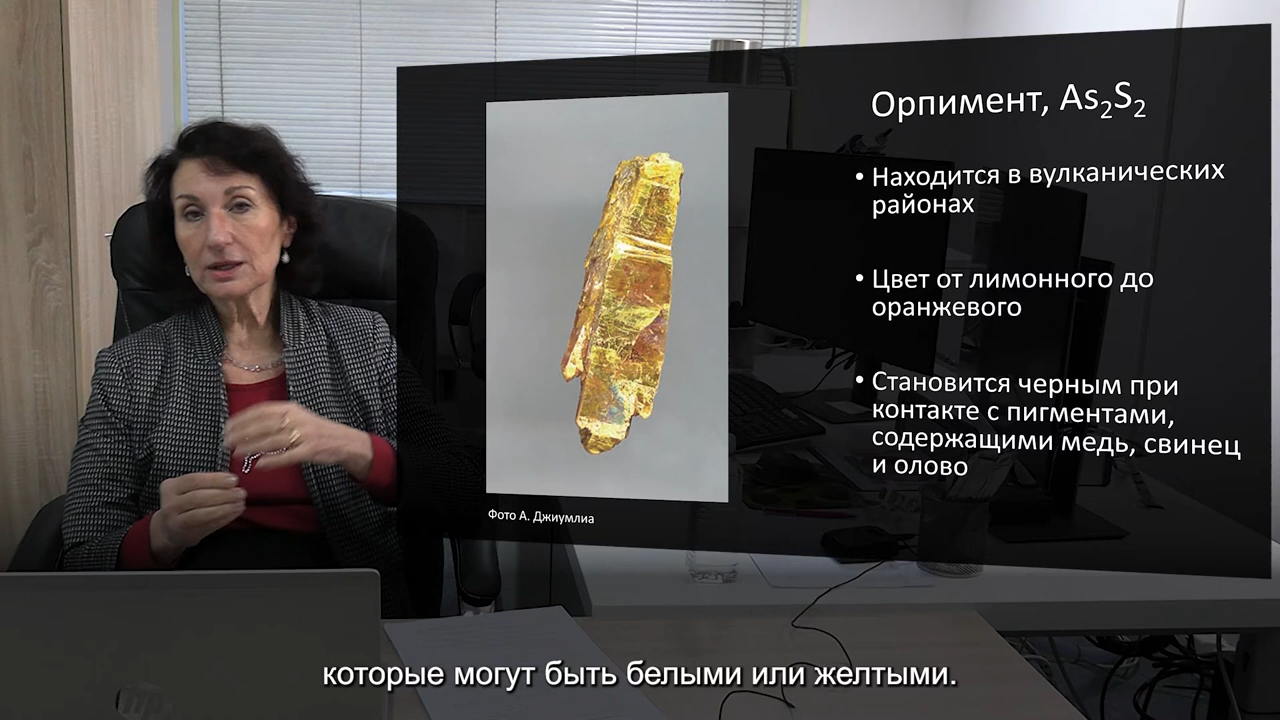 Орпимент, As₂S₂
• Находится в вулканических
районах
• Цвет от лимонного до
оранжевого
• Становится черным при
контакте с пигментами,
содержащими медь, свинец
и олово
Фото А. Джиумлиа
которые могут быть белыми или желтыми.